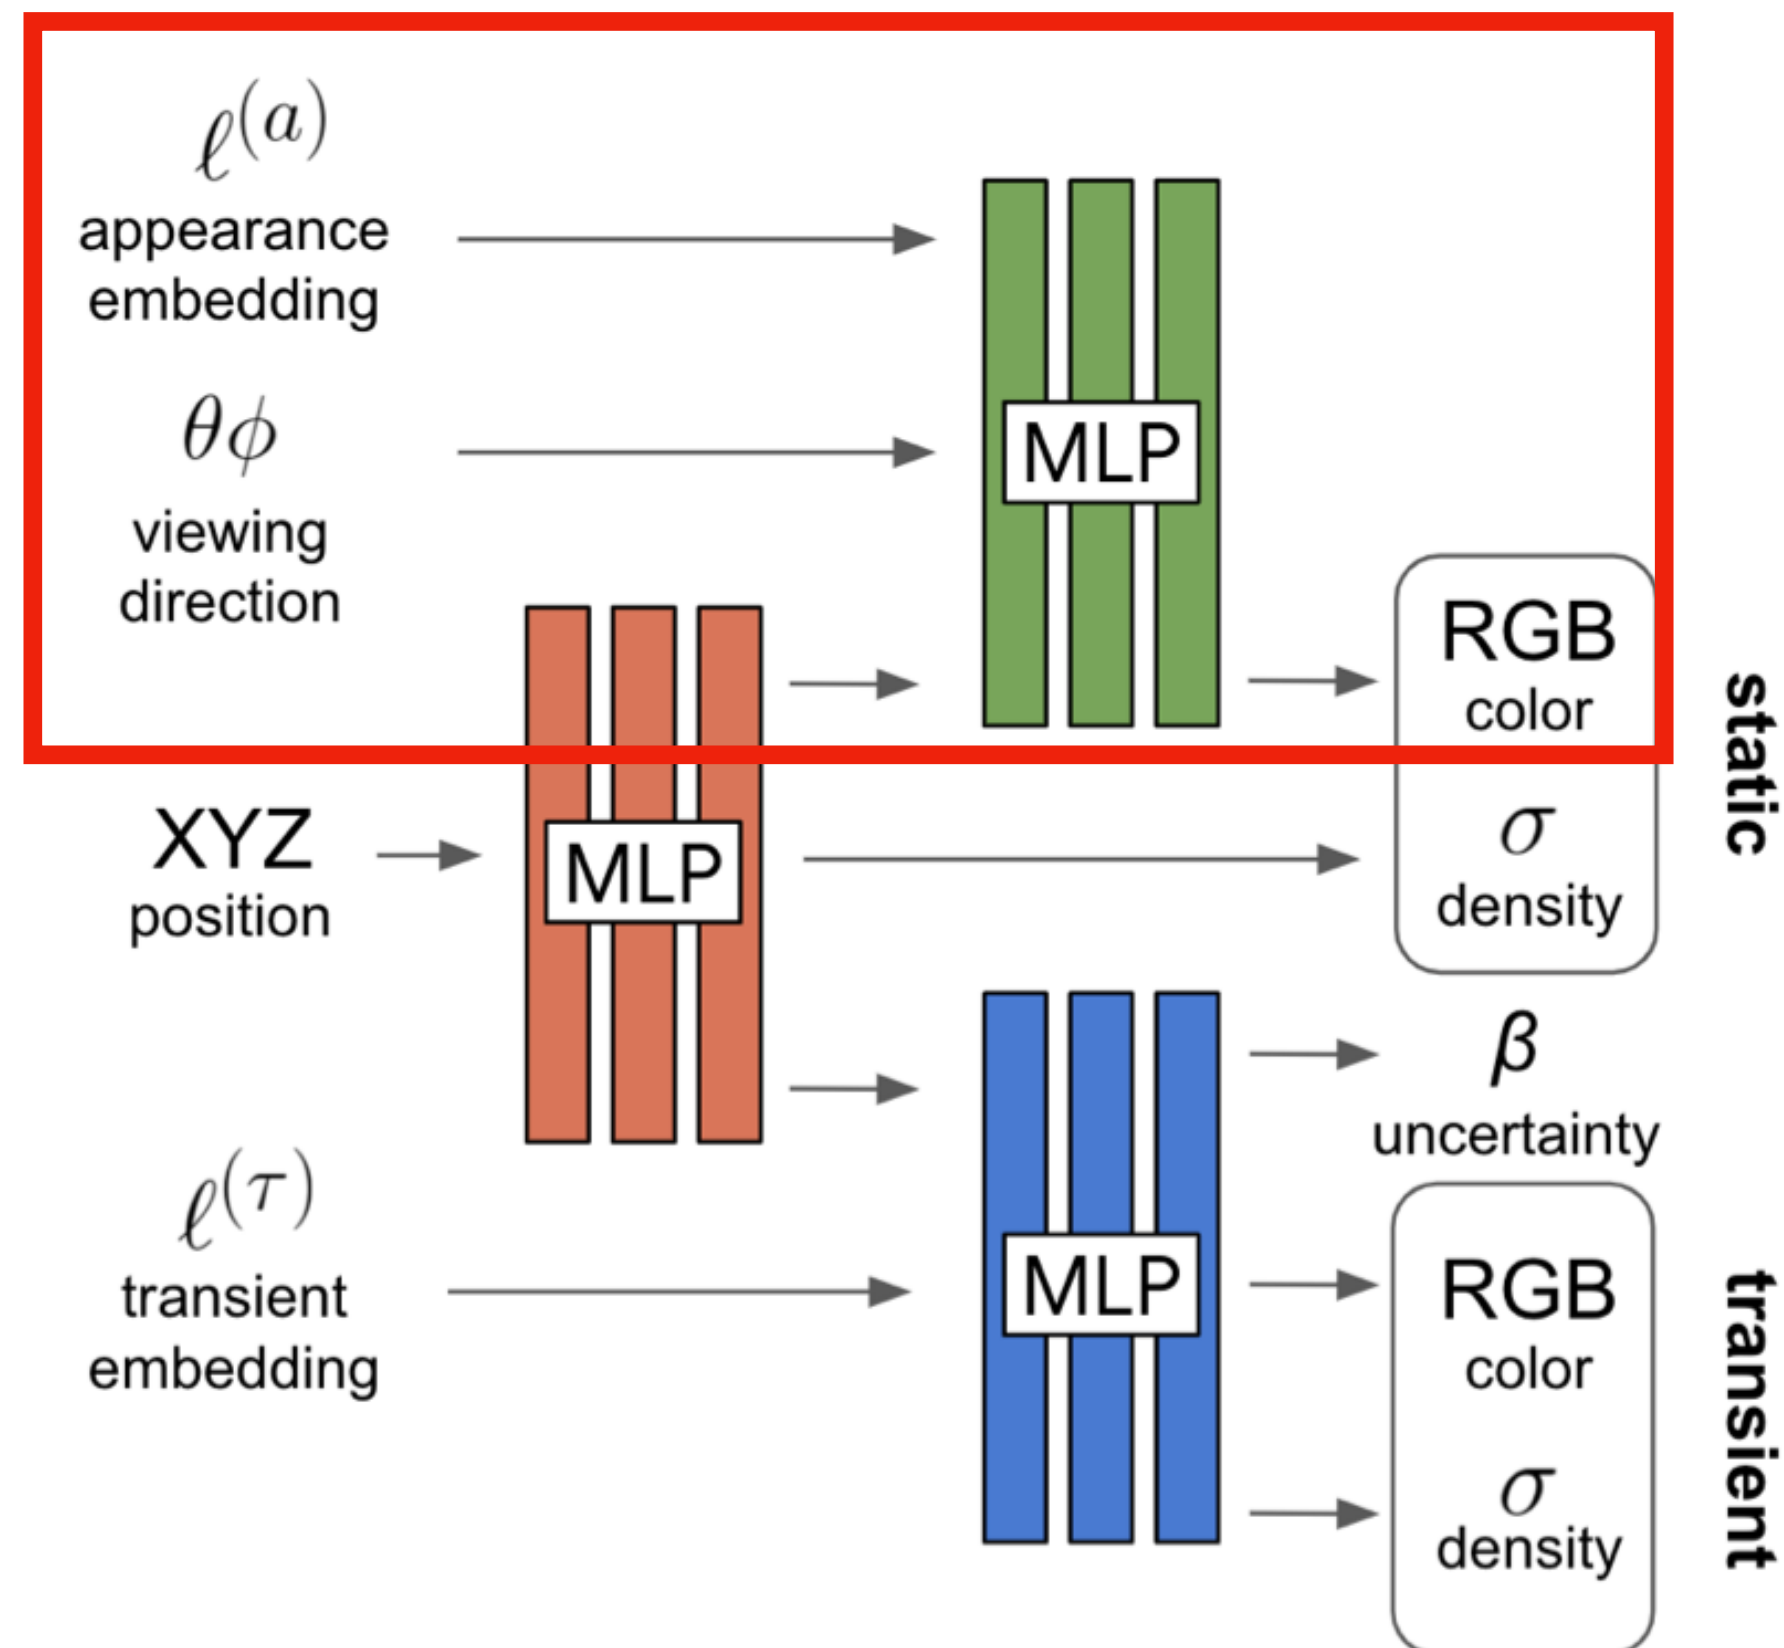 ℓ(a)
appearance
embedding
θϕ
viewing
direction
MLP
RGB
color
XYZ
position
MLP
σ
density
static
β
uncertainty
ℓ(τ)
transient
embedding
MLP
RGB
color
σ
density
transient